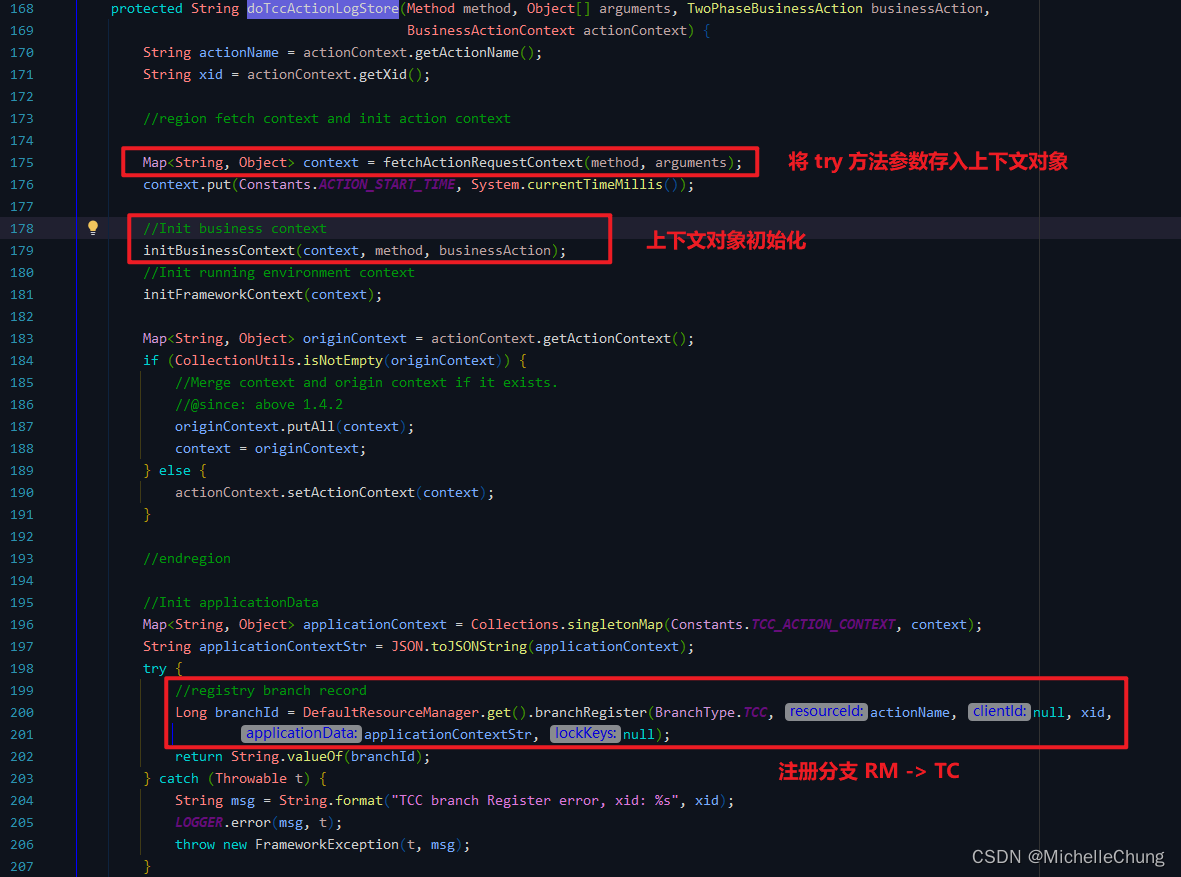 168 protected String doTccActionLogStore(Method method, Object[] arguments, TwoPhaseBusinessAction businessAction,
169 BusinessActionContext actionContext) {
170 String actionName = actionContext.getActionName();
171 String xid = actionContext.getXid();
172
173 //region fetch context and init action context
174
175 Map<String, Object> context = fetchActionRequestContext(method, arguments); 将 try 方法参数存入上下文对象
176 context.put(Constants.ACTION_START_TIME, System.currentTimeMillis());
177
178 //Init business context
179 initBusinessContext(context, method, businessAction); 上下文对象初始化
180 //Init running environment context
181 initFrameworkContext(context);
182
183 Map<String, Object> originContext = actionContext.getActionContext();
184 if (CollectionUtils.isNotEmpty(originContext)) {
185 //Merge context and origin context if it exists.
186 //@since: above 1.4.2
187 originContext.putAll(context);
188 context = originContext;
189 } else {
190 actionContext.setActionContext(context);
191 }
192
193 //endregion
194
195 //Init applicationData
196 Map<String, Object> applicationContext = Collections.singletonMap(Constants.TCC_ACTION_CONTEXT, context);
197 String applicationContextStr = JSON.toJSONString(applicationContext);
198 try {
199 //registry branch record
200 Long branchId = DefaultResourceManager.get().branchRegister(BranchType.TCC, resourceId: actionName, clientId: null, xid,
201 applicationData: applicationContextStr, lockKeys: null);
202 return String.valueOf(branchId);
203 } catch (Throwable t) { 注册分支 RM -> TC
204 String msg = String.format("TCC branch Register error, xid: %s", xid);
205 LOGGER.error(msg, t);
206 throw new FrameworkException(t, msg);
207 }
CSDN @MichelleChung